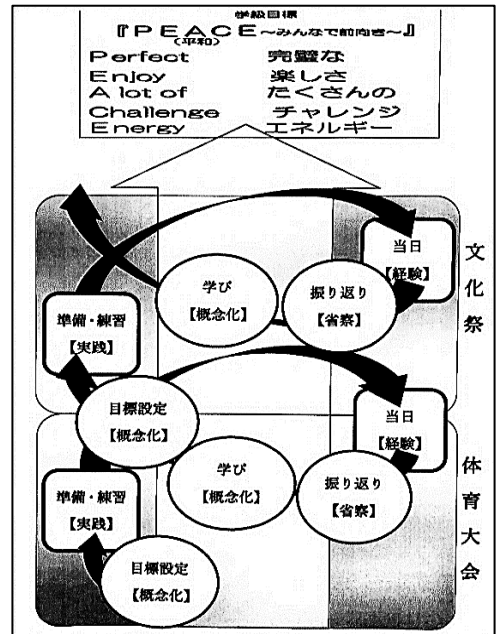 学級目標
『PEACE～みんなで前向き～』
(平和)
Perfect 完璧な
Enjoy 楽しさ
A lot of たくさんの
Challenge チャレンジ
Energy エネルギー
文化祭
当日
【経験】
学び
【概念化】
振り返り
【省察】
準備・練習
【実践】
目標設定
【概念化】
体育大会
当日
【経験】
学び
【概念化】
振り返り
【省察】
準備・練習
【実践】
目標設定
【概念化】